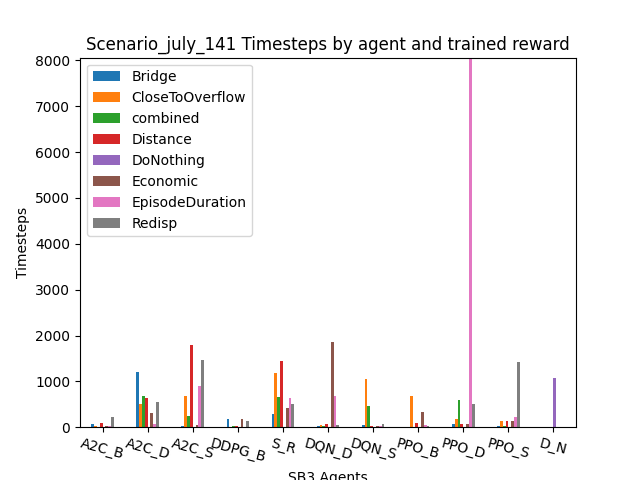 Scenario_july_141 Timesteps by agent and trained reward
8000
7000
6000
5000
4000
3000
2000
1000
0
Timesteps
Bridge
CloseToOverflow
combined
Distance
DoNothing
Economic
EpisodeDuration
Redisp
A2C_B A2C_D A2C_S DDPG_B S_R DQN_D DQN_S PPO_B PPO_D PPO_S D_N
SB3 Agents